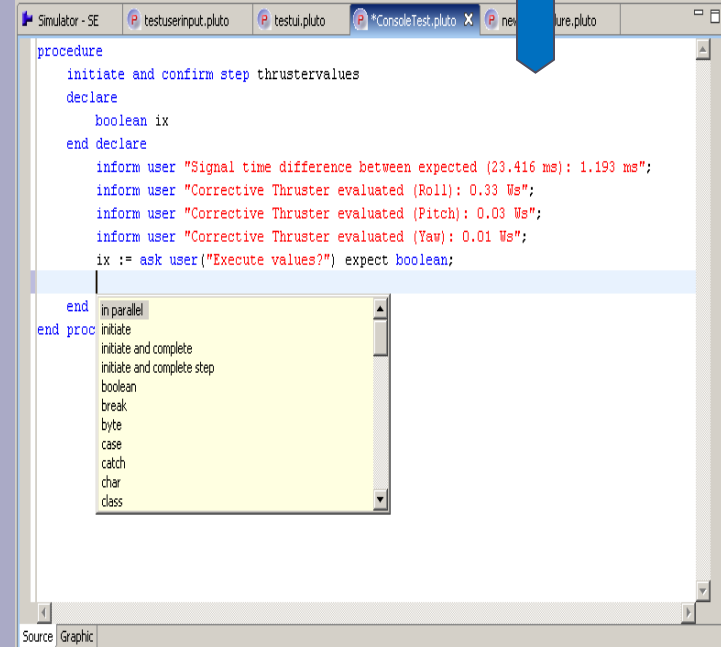 Simulator - SE testuserinput.pluto testui.pluto *ConsoleTest.pluto X new ure.pluto
procedure
initiate and confirm step thrustervalues
declare
boolean ix
end declare
inform user "Signal time difference between expected (23.416 ms): 1.193 ms";
inform user "Corrective Thruster evaluated (Roll): 0.33 Ws";
inform user "Corrective Thruster evaluated (Pitch): 0.03 Ws";
inform user "Corrective Thruster evaluated (Yaw): 0.01 Ws";
ix := ask user("Execute values?") expect boolean;
end
end proc
in parallel
initiate
initiate and complete
initiate and complete step
boolean
break
byte
case
catch
char
class
Source Graphic